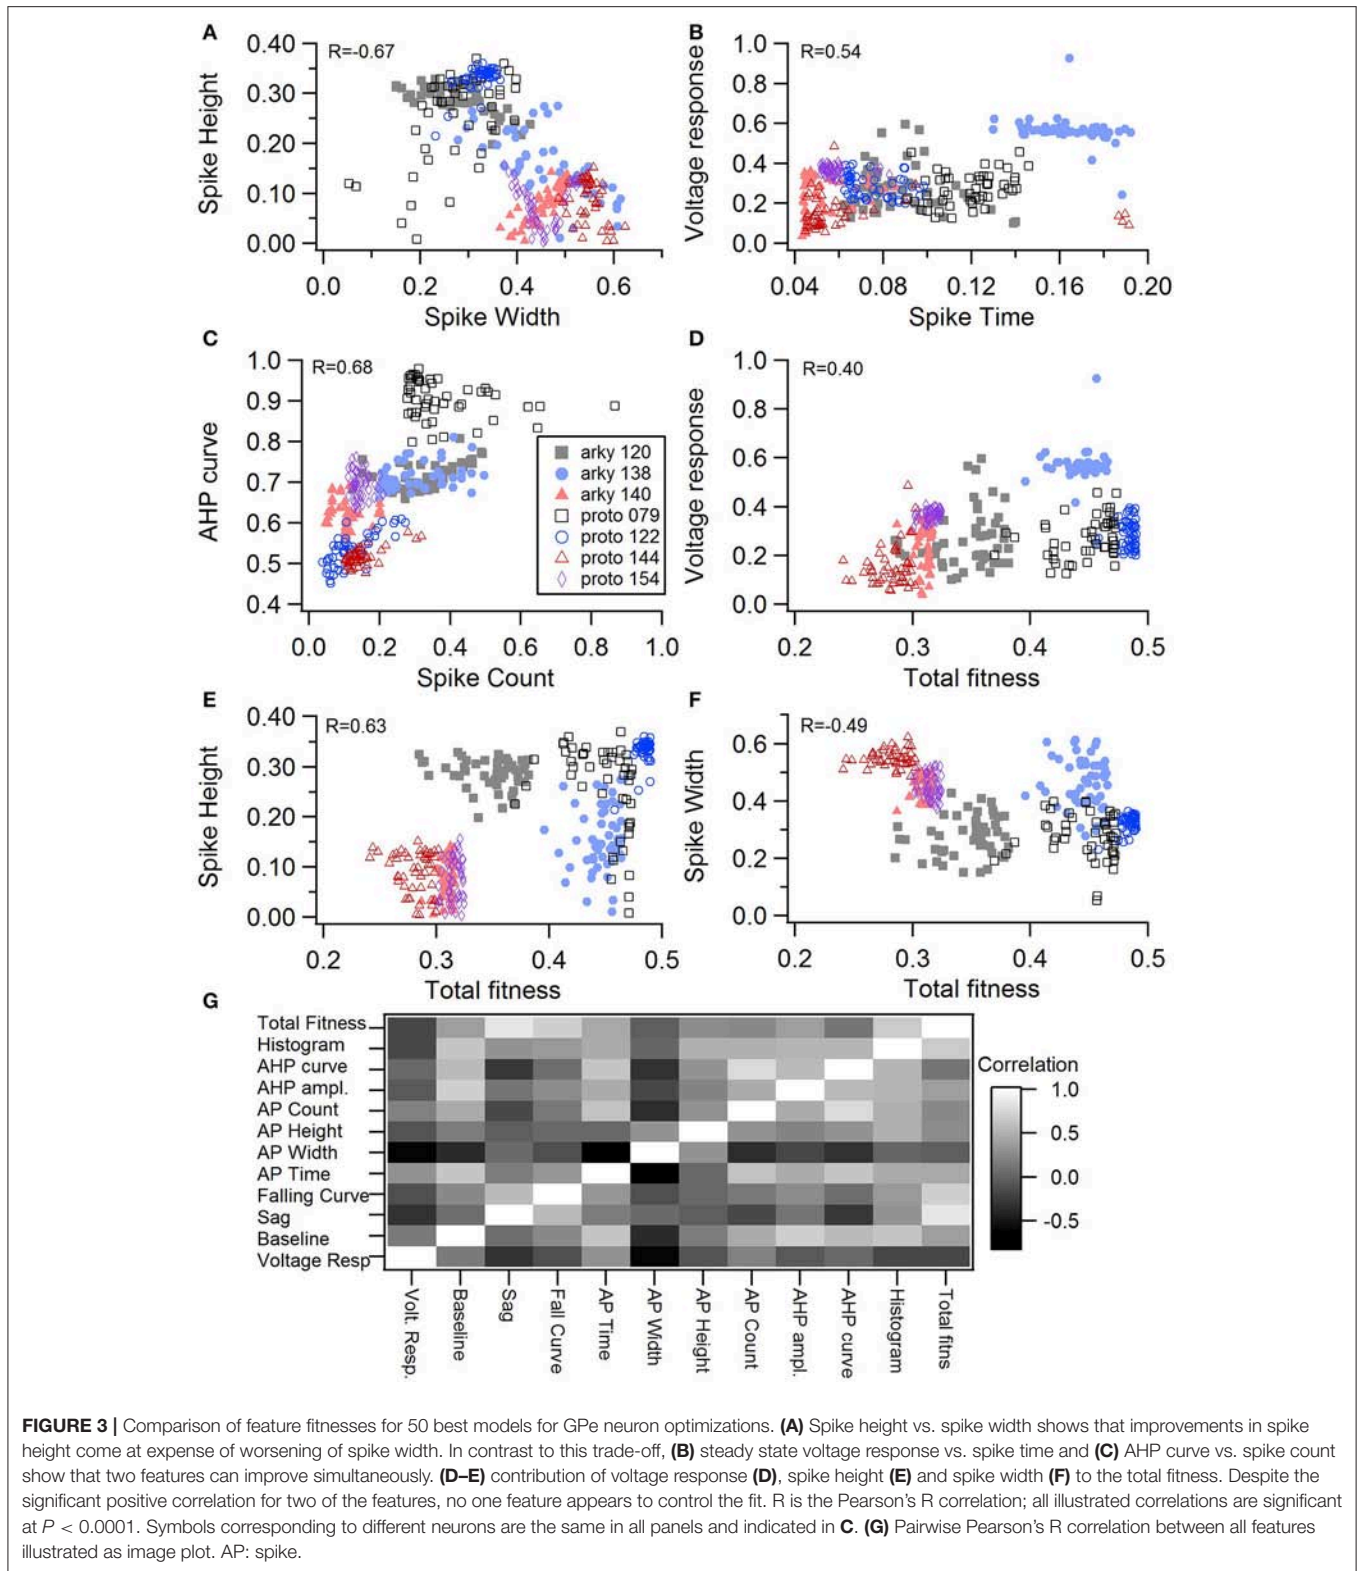 A
R=-0.67
Spike Height
0.40
0.30
0.20
0.10
0.00
0.0 0.2 0.4 0.6
Spike Width
B
R=0.54
Voltage response
1.0
0.8
0.6
0.4
0.2
0.0
0.04 0.08 0.12 0.16 0.20
Spike Time
C
R=0.68
AHP curve
1.0
0.9
0.8
0.7
0.6
0.5
0.4
0.0 0.2 0.4 0.6 0.8 1.0
Spike Count
arky 120
arky 138
arky 140
proto 079
proto 122
proto 144
proto 154
D
R=0.40
Voltage response
1.0
0.8
0.6
0.4
0.2
0.0
0.2 0.3 0.4 0.5
Total fitness
E
R=0.63
Spike Height
0.40
0.30
0.20
0.10
0.00
0.2 0.3 0.4 0.5
Total fitness
F
R=-0.49
Spike Width
0.6
0.4
0.2
0.0
0.2 0.3 0.4 0.5
Total fitness
G
Total Fitness
Histogram
AHP curve
AHP ampl.
AP Count
AP Height
AP Width
AP Time
Falling Curve
Sag
Baseline
Voltage Resp
Volt. Resp.
Baseline
Sag
Fall Curve
AP Time
AP Width
AP Height
AP Count
AHP ampl.
AHP curve
Histogram
Total fitns
Correlation
1.0
0.5
0.0
-0.5
FIGURE 3 | Comparison of feature fitnesses for 50 best models for GPe neuron optimizations. (A) Spike height vs. spike width shows that improvements in spike
height come at expense of worsening of spike width. In contrast to this trade-off, (B) steady state voltage response vs. spike time and (C) AHP curve vs. spike count
show that two features can improve simultaneously. (D–E) contribution of voltage response (D), spike height (E) and spike width (F) to the total fitness. Despite the
significant positive correlation for two of the features, no one feature appears to control the fit. R is the Pearson's R correlation; all illustrated correlations are significant
at P < 0.0001. Symbols corresponding to different neurons are the same in all panels and indicated in C. (G) Pairwise Pearson's R correlation between all features
illustrated as image plot. AP: spike.